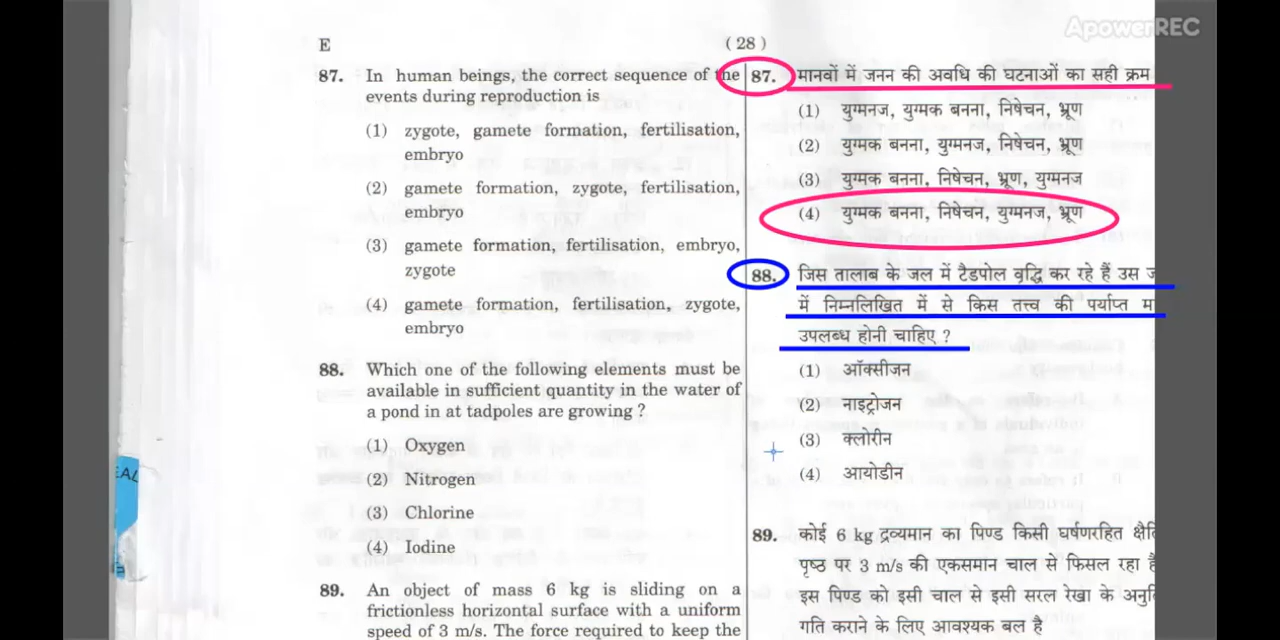 ApowerREC
E
( 28 )
87. In human beings, the correct sequence of the
events during reproduction is
(1) zygote, gamete formation, fertilisation,
embryo
(2) gamete formation, zygote, fertilisation,
embryo
(3) gamete formation, fertilisation, embryo,
zygote
(4) gamete formation, fertilisation, zygote,
embryo
88. Which one of the following elements must be
available in sufficient quantity in the water of
a pond in at tadpoles are growing ?
(1) Oxygen
(2) Nitrogen
(3) Chlorine
(4) Iodine
89. An object of mass 6 kg is sliding on a
frictionless horizontal surface with a uniform
speed of 3 m/s. The force required to keep the
87. मानवों में जनन की अवधि की घटनाओं का सही क्रम
(1) युग्मनज, युग्मक बनना, निषेचन, भ्रूण
(2) युग्मक बनना, युग्मनज, निषेचन, भ्रूण
(3) युग्मक बनना, निषेचन, भ्रूण, युग्मनज
(4) युग्मक बनना, निषेचन, युग्मनज, भ्रूण
88. जिस तालाब के जल में टैडपोल वृद्धि कर रहे हैं उस
में निम्नलिखित में से किस तत्त्व की पर्याप्त
उपलब्ध होनी चाहिए ?
(1) ऑक्सीजन
(2) नाइट्रोजन
(3) क्लोरीन
(4) आयोडीन
89. कोई 6 kg द्रव्यमान का पिण्ड किसी घर्षणरहित
पृष्ठ पर 3 m/s की एकसमान चाल से फिसल रहा
इस पिण्ड को इसी चाल से इसी सरल रेखा के
गति कराने के लिए आवश्यक बल है